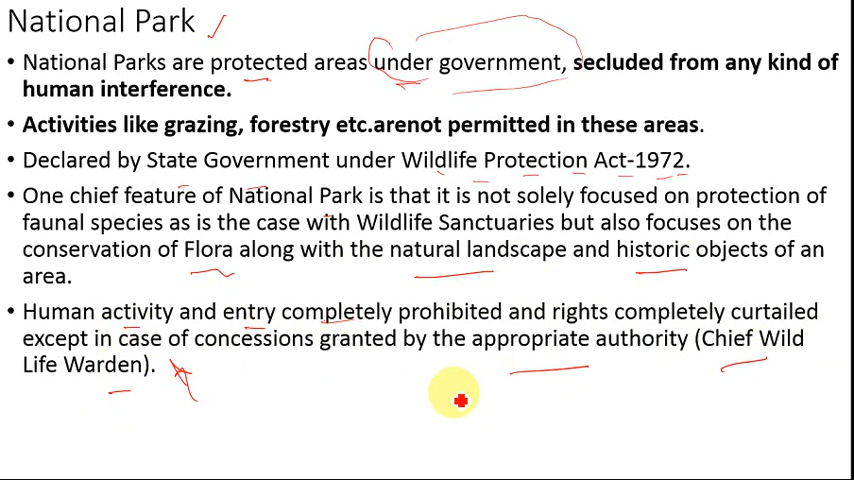 National Park
• National Parks are protected areas under government, secluded from any kind of
human interference.
• Activities like grazing, forestry etc.arenot permitted in these areas.
• Declared by State Government under Wildlife Protection Act-1972.
• One chief feature of National Park is that it is not solely focused on protection of
faunal species as is the case with Wildlife Sanctuaries but also focuses on the
conservation of Flora along with the natural landscape and historic objects of an
area.
• Human activity and entry completely prohibited and rights completely curtailed
except in case of concessions granted by the appropriate authority (Chief Wild
Life Warden).